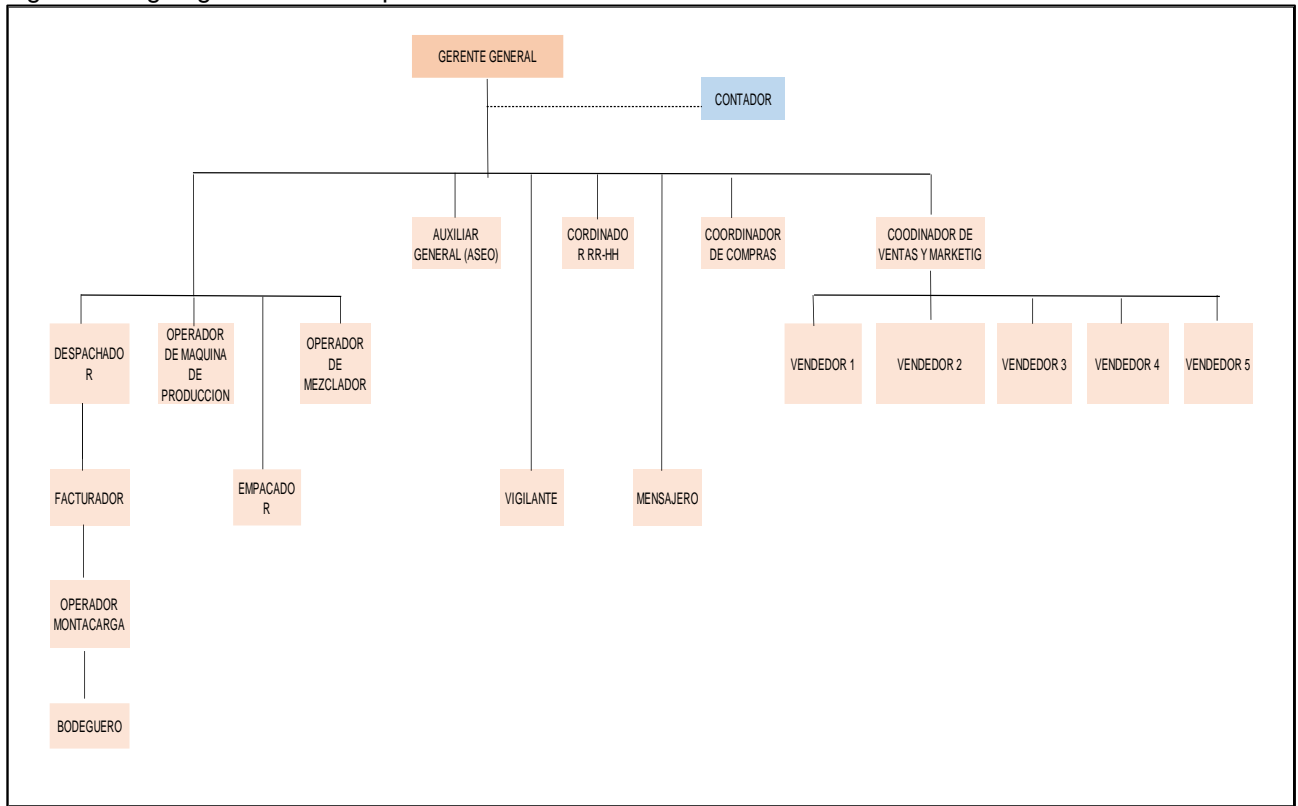 GERENTE GENERAL
CONTADOR
AUXILIAR
GENERAL (ASEO)
CORDINADO
R RR-HH
COORDINADOR
DE COMPRAS
COODINADOR DE
VENTAS Y MARKETIG
DESPACHADO
R
OPERADOR
DE MAQUINA
DE
PRODUCCION
OPERADOR
DE
MEZCLADOR
VENDEDOR 1
VENDEDOR 2
VENDEDOR 3
VENDEDOR 4
VENDEDOR 5
FACTURADOR
EMPACADO
R
VIGILANTE
MENSAJERO
OPERADOR
MONTACARGA
BODEGUERO